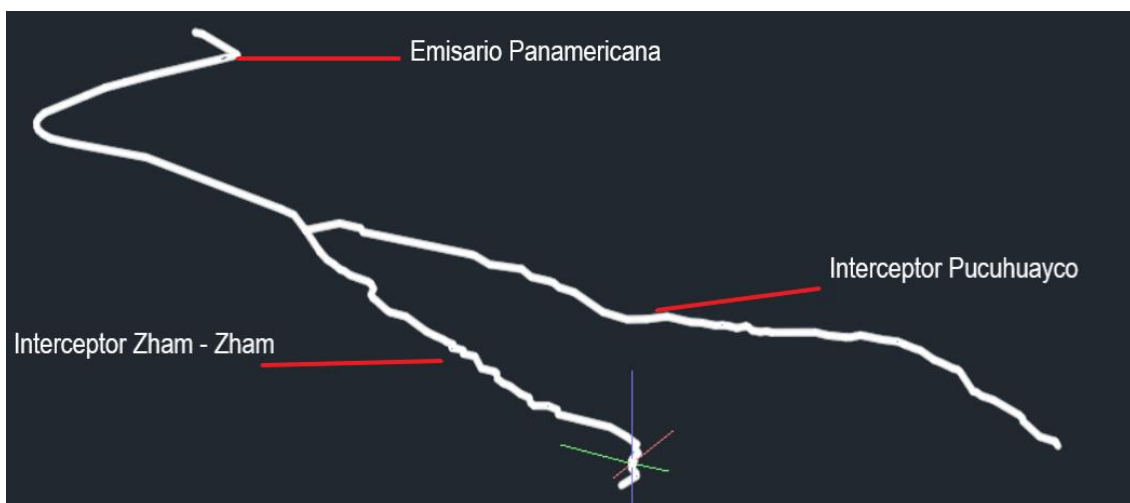 Emisario Panamericana
Interceptor Pucuhuayco
Interceptor Zham - Zham